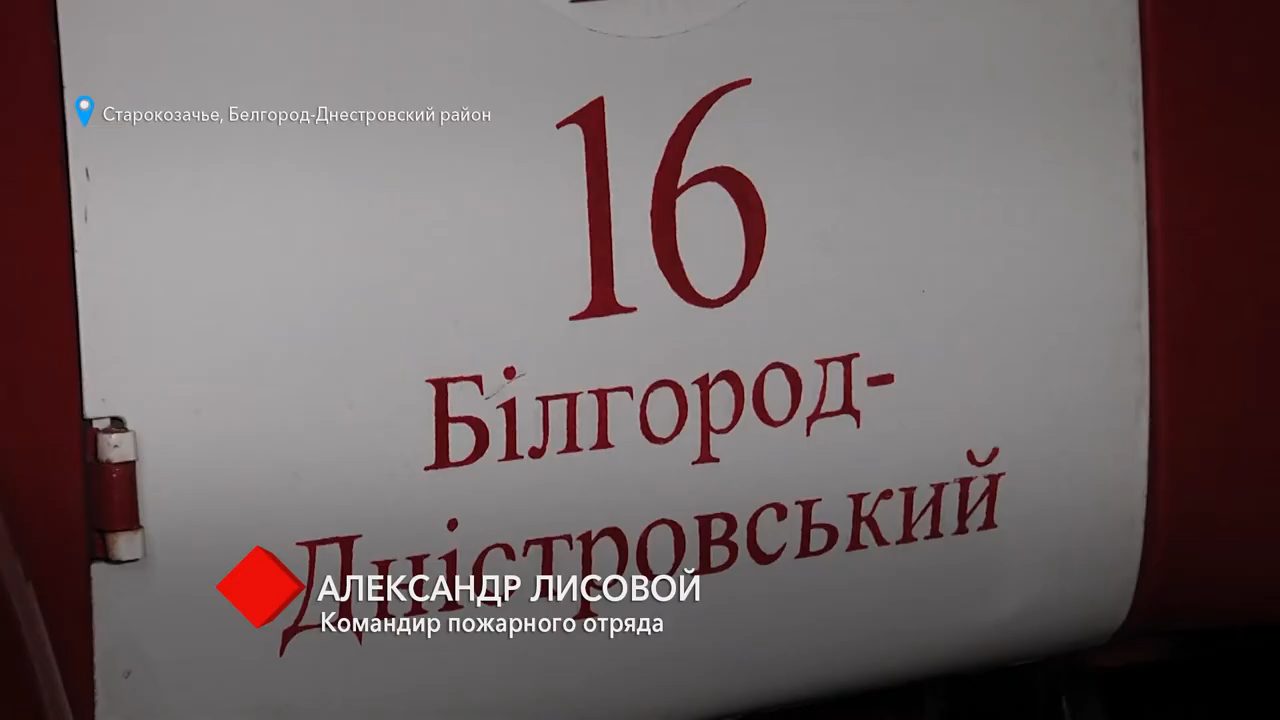 Старокозачье, Белгород-Днестровский район
16
Білгород-
Дністровський
АЛЕКСАНДР ЛИСОВОЙ
Командир пожарного отряда